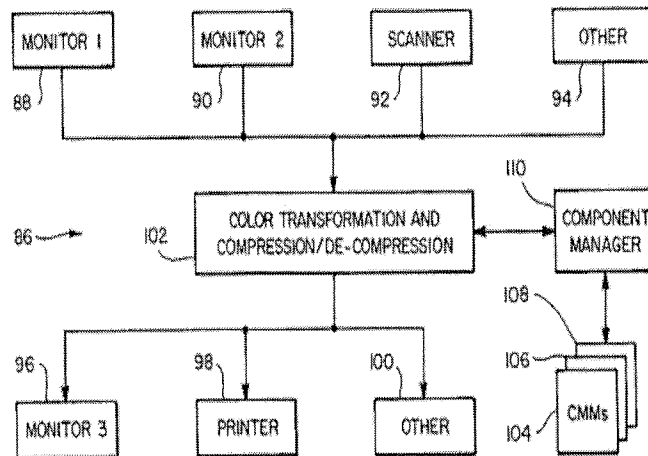 MONITOR 1
MONITOR 2
SCANNER
OTHER
88
90
92
94
110
86
102
COLOR TRANSFORMATION AND
COMPRESSION/DE-COMPRESSION
COMPONENT
MANAGER
108
106
96
98
100
104
MONITOR 3
PRINTER
OTHER
CMMs